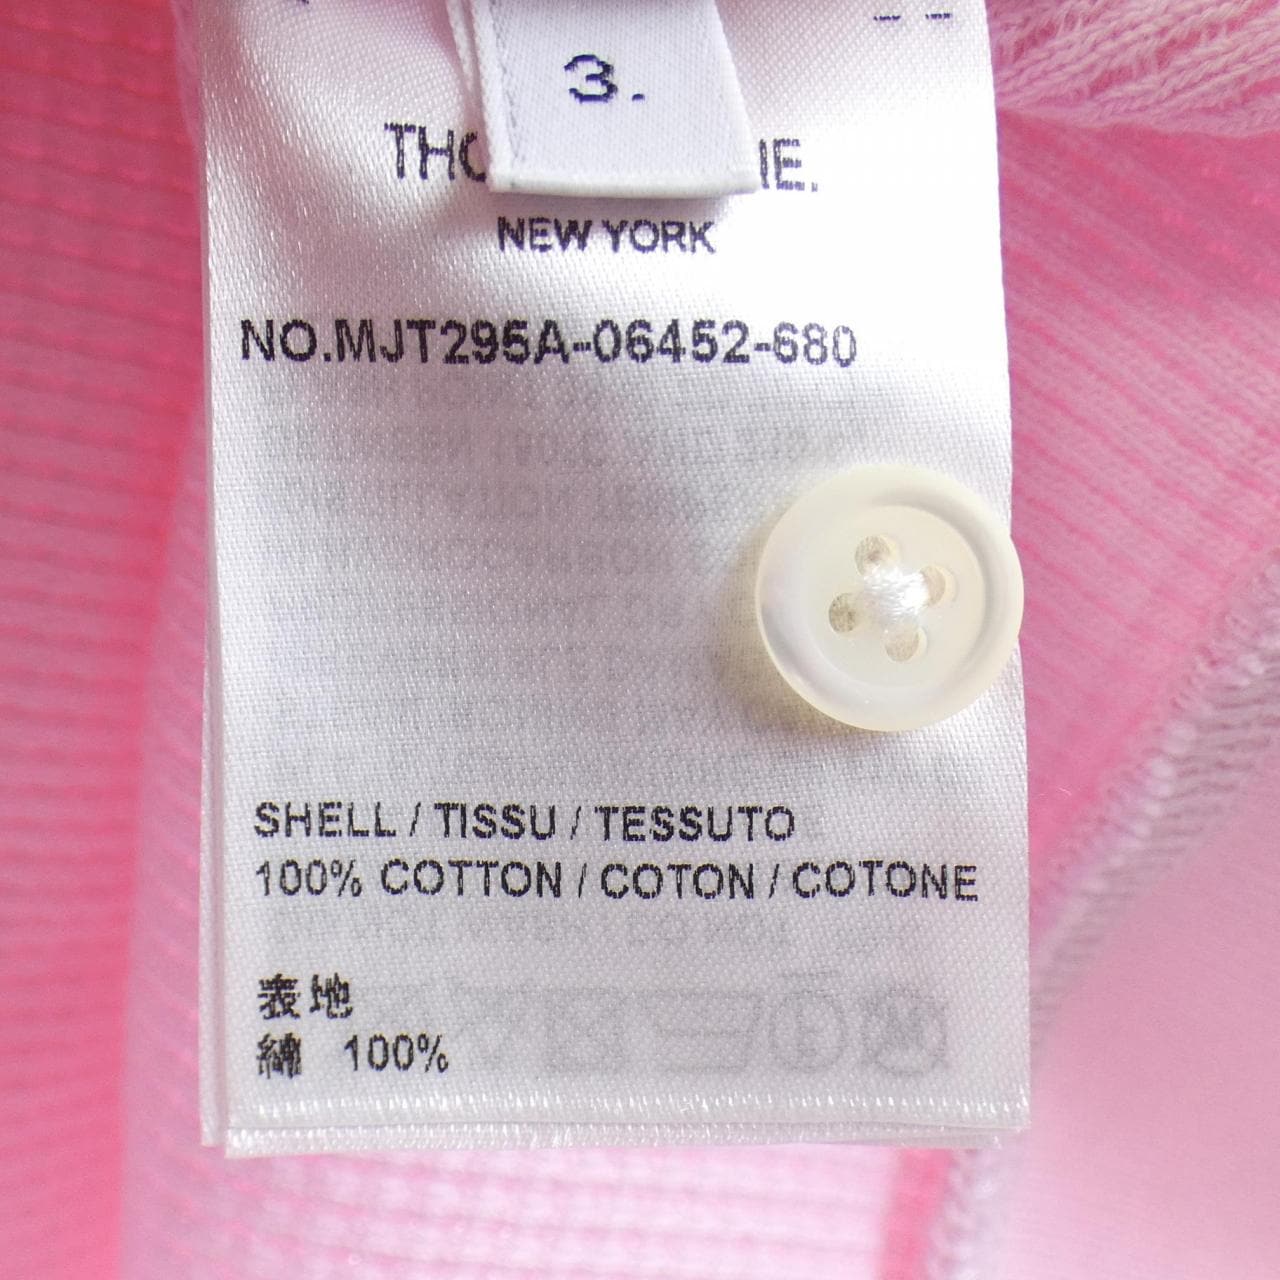 3.
THO NE.
NEW YORK
NO.MJT295A-06452-680
SHELL / TISSU / TESSUTO
100% COTTON / COTON / COTONE
表地
綿 100%